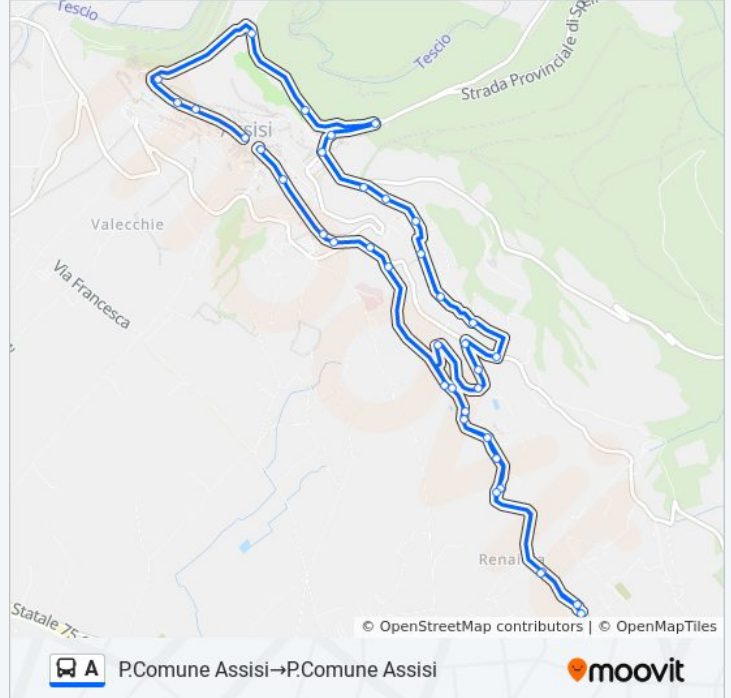 Tescio
Tescio
Strada Provinciale di Sp
Assisi
Valecchie
Via Francesca
Statale 75
© OpenStreetMap contributors | © OpenMapTiles
A P.Comune Assisi→P.Comune Assisi
moovit